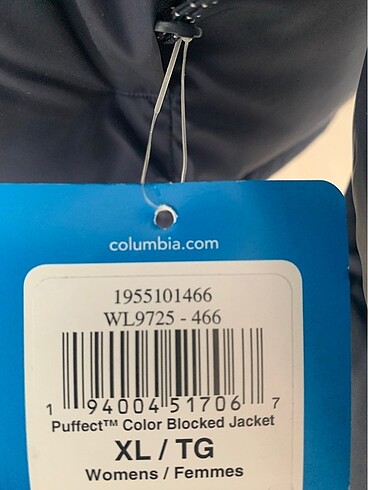 columbia.com
1955101466
WL9725 - 466
1 94004 51706 7
Puffect™ Color Blocked Jacket
XL / TG
Womens / Femmes